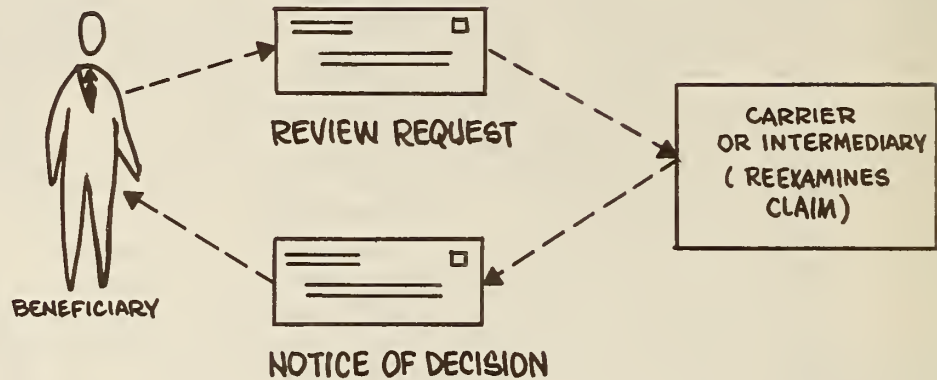 REVIEW REQUEST
CARRIER
OR INTERMEDIARY
( REEXAMINES
CLAIM)
BENEFICIARY
NOTICE OF DECISION